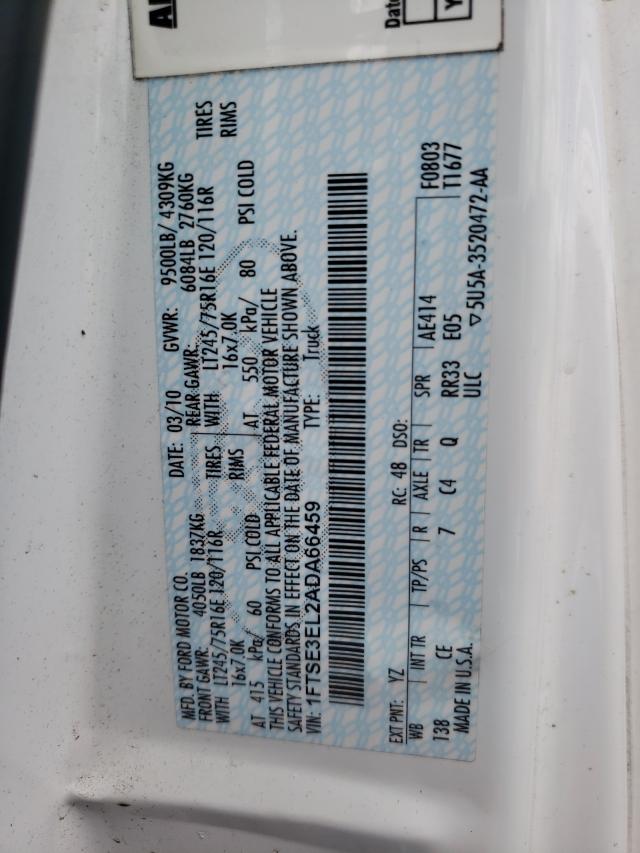 MFD. BY FORD MOTOR CO.
DATE: 03/10 GVWR: 9500LB/ 4309KG
FRONT GAWR: 4050LB 1837KG REAR GAWR: 6084LB 2760KG
WITH LT245/75R16E 120/116R TIRES WITH LT245/75R16E 120/116R TIRES
16x7.0K RIMS 16x7.0K RIMS
AT 415 kPa/ 60 PSI COLD AT 550 kPa/ 80 PSI COLD
THIS VEHICLE CONFORMS TO ALL APPLICABLE FEDERAL MOTOR VEHICLE
SAFETY STANDARDS IN EFFECT ON THE DATE OF MANUFACTURE SHOWN ABOVE.
VIN: 1FTSE3EL2ADA66459 TYPE: Truck
F0803
T1677
EXT PNT: YZ RC: 48 DSO:
WB INT TR TP/PS R AXLE TR SPR AE414
138 CE 7 C4 Q RR33 E05
MADE IN U.S.A. ULC ▽5U5A-3520472-AA
Date